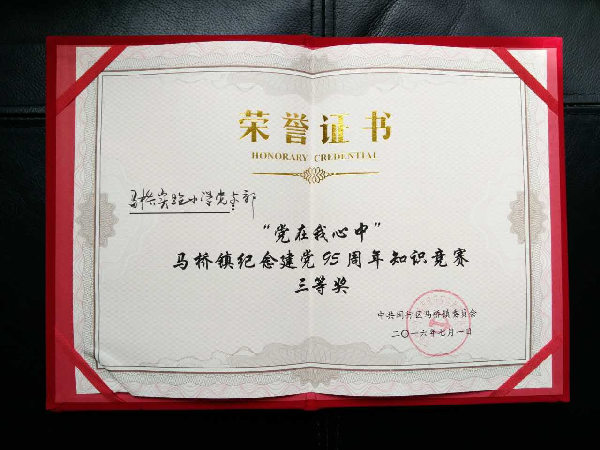 荣誉证书
HONORARY CREDENTIAL
马桥实验小学党支部
“党在我心中”
马桥镇纪念建党95周年知识竞赛
三等奖
中共闵行区马桥镇委员会
二〇一六年七月一日